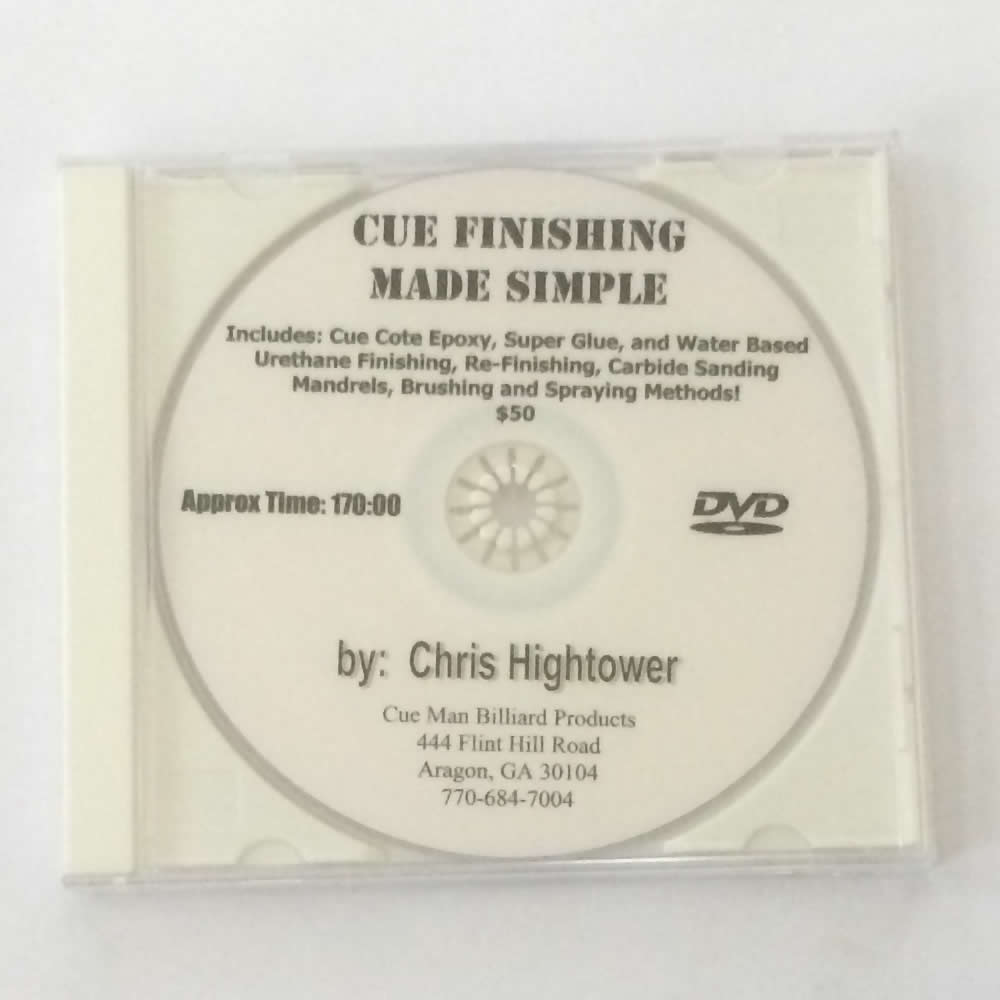 CUE FINISHING
MADE SIMPLE
Includes: Cue Cote Epoxy, Super Glue, and Water Based
Urethane Finishing, Re-Finishing, Carbide Sanding
Mandrels, Brushing and Spraying Methods!
$50
Approx Time: 170:00
DVD
by: Chris Hightower
Cue Man Billiard Products
444 Flint Hill Road
Aragon, GA 30104
770-684-7004